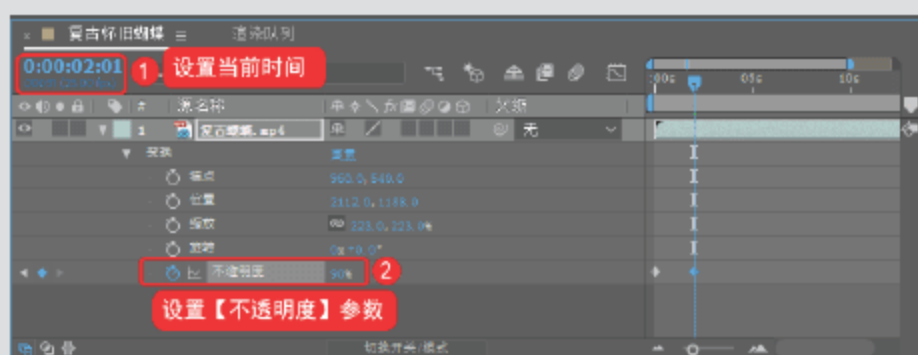 复古怀旧蝴蝶 渲染队列
0:00:02:01 1 设置当前时间
:00s 05s 10s
# 源名称 父级
1 复古蝴蝶.mp4 无
变换 重置
锚点 960.0, 540.0
位置 2112.0, 1188.0
缩放 223.0, 223.0%
旋转 0x+0.0°
不透明度 90% 2
设置【不透明度】参数
切换开关/模式